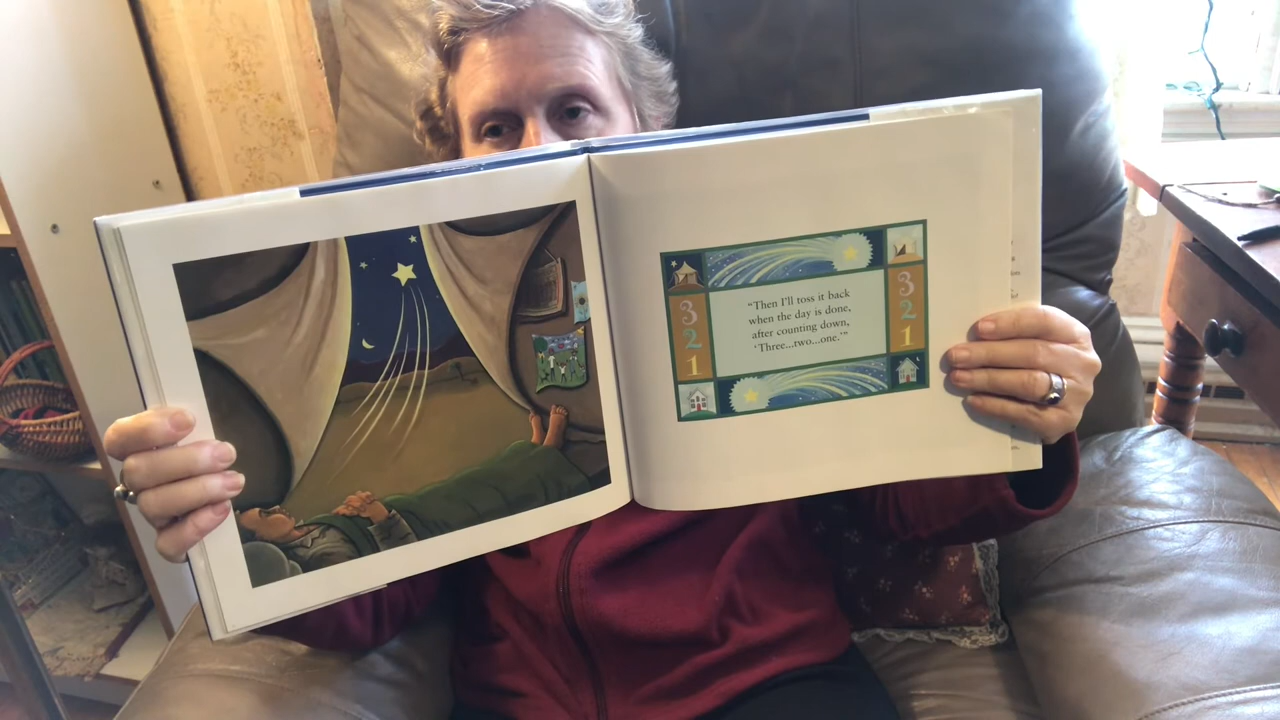 3
2
1
"Then I'll toss it back
when the day is done,
after counting down,
'Three...two...one.'"
3
2
1